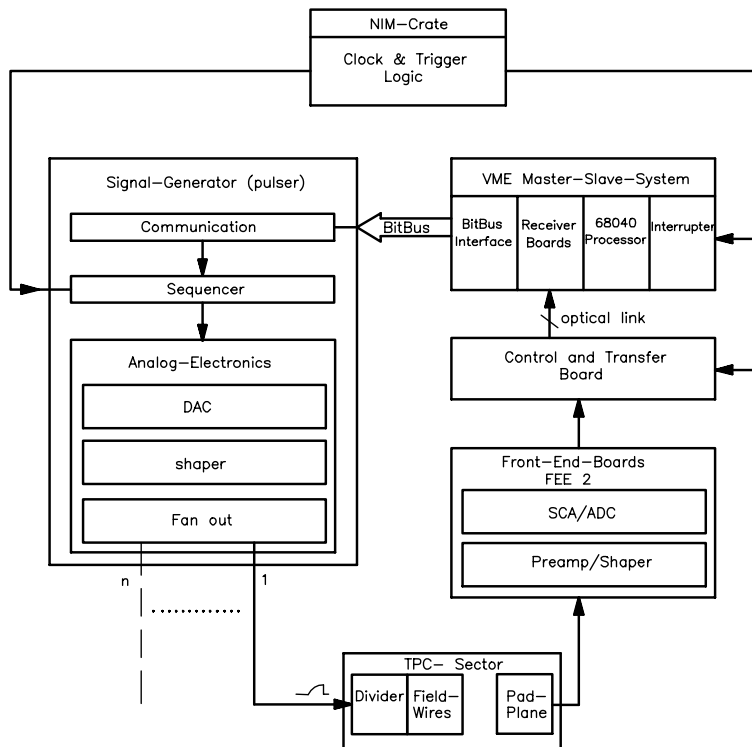 NIM-Crate
Clock & Trigger
Logic
Signal-Generator (pulser)
Communication
Sequencer
Analog-Electronics
DAC
shaper
Fan out
n
1
BitBus
VME Master-Slave-System
BitBus
Interface
Receiver
Boards
68040
Processor
Interrupter
optical link
Control and Transfer
Board
Front-End-Boards
FEE 2
SCA/ADC
Preamp/Shaper
TPC- Sector
Divider
Field-
Wires
Pad-
Plane